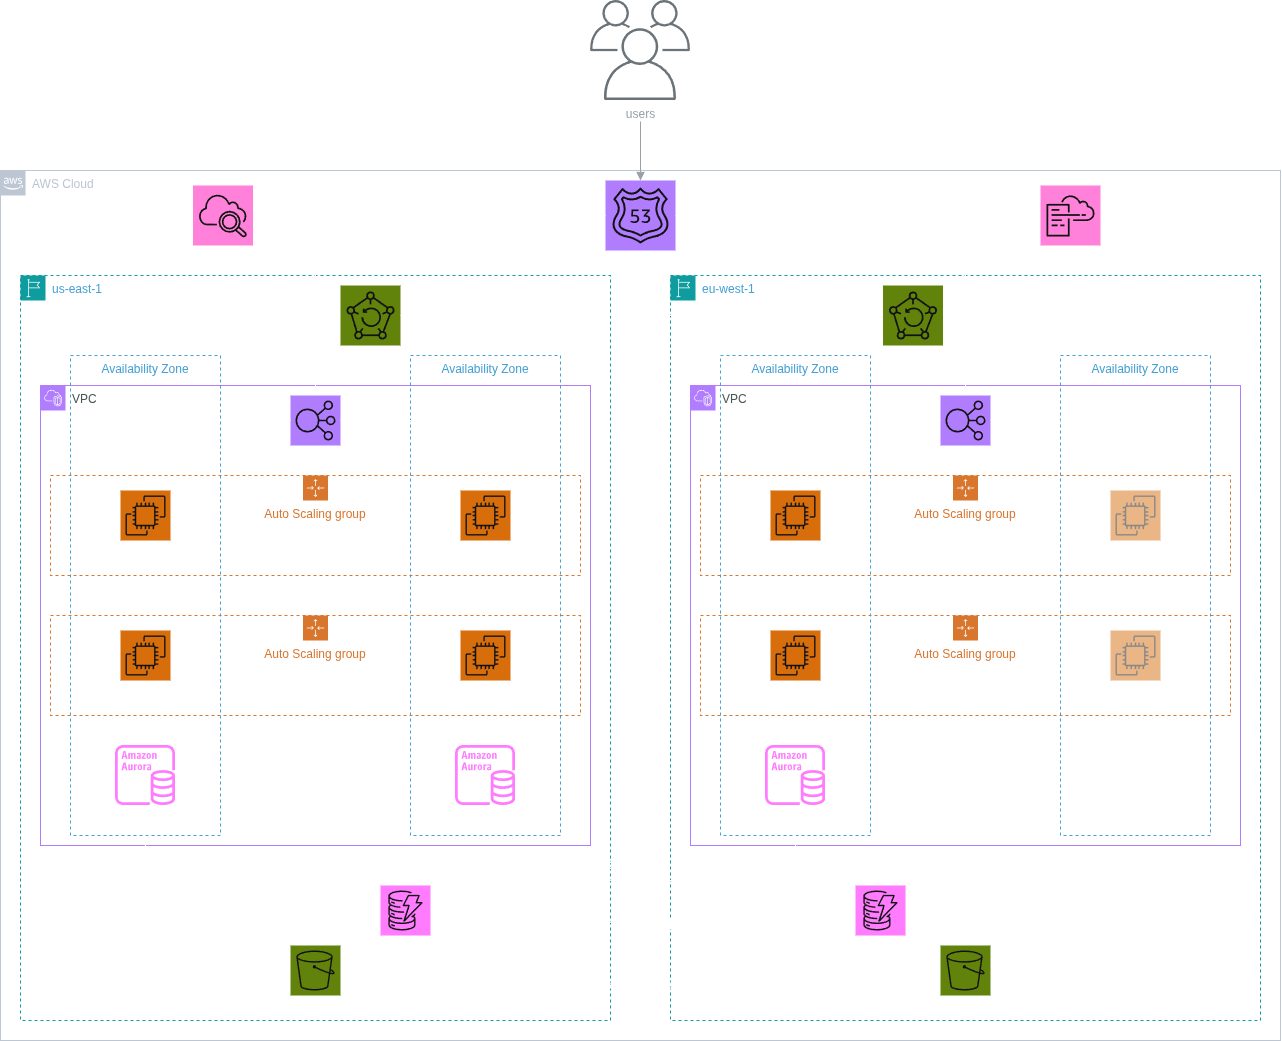 users
aws
AWS Cloud
53
us-east-1
eu-west-1
Availability Zone
Availability Zone
Availability Zone
Availability Zone
VPC
VPC
Auto Scaling group
Auto Scaling group
Auto Scaling group
Auto Scaling group
Amazon
Aurora
Amazon
Aurora
Amazon
Aurora